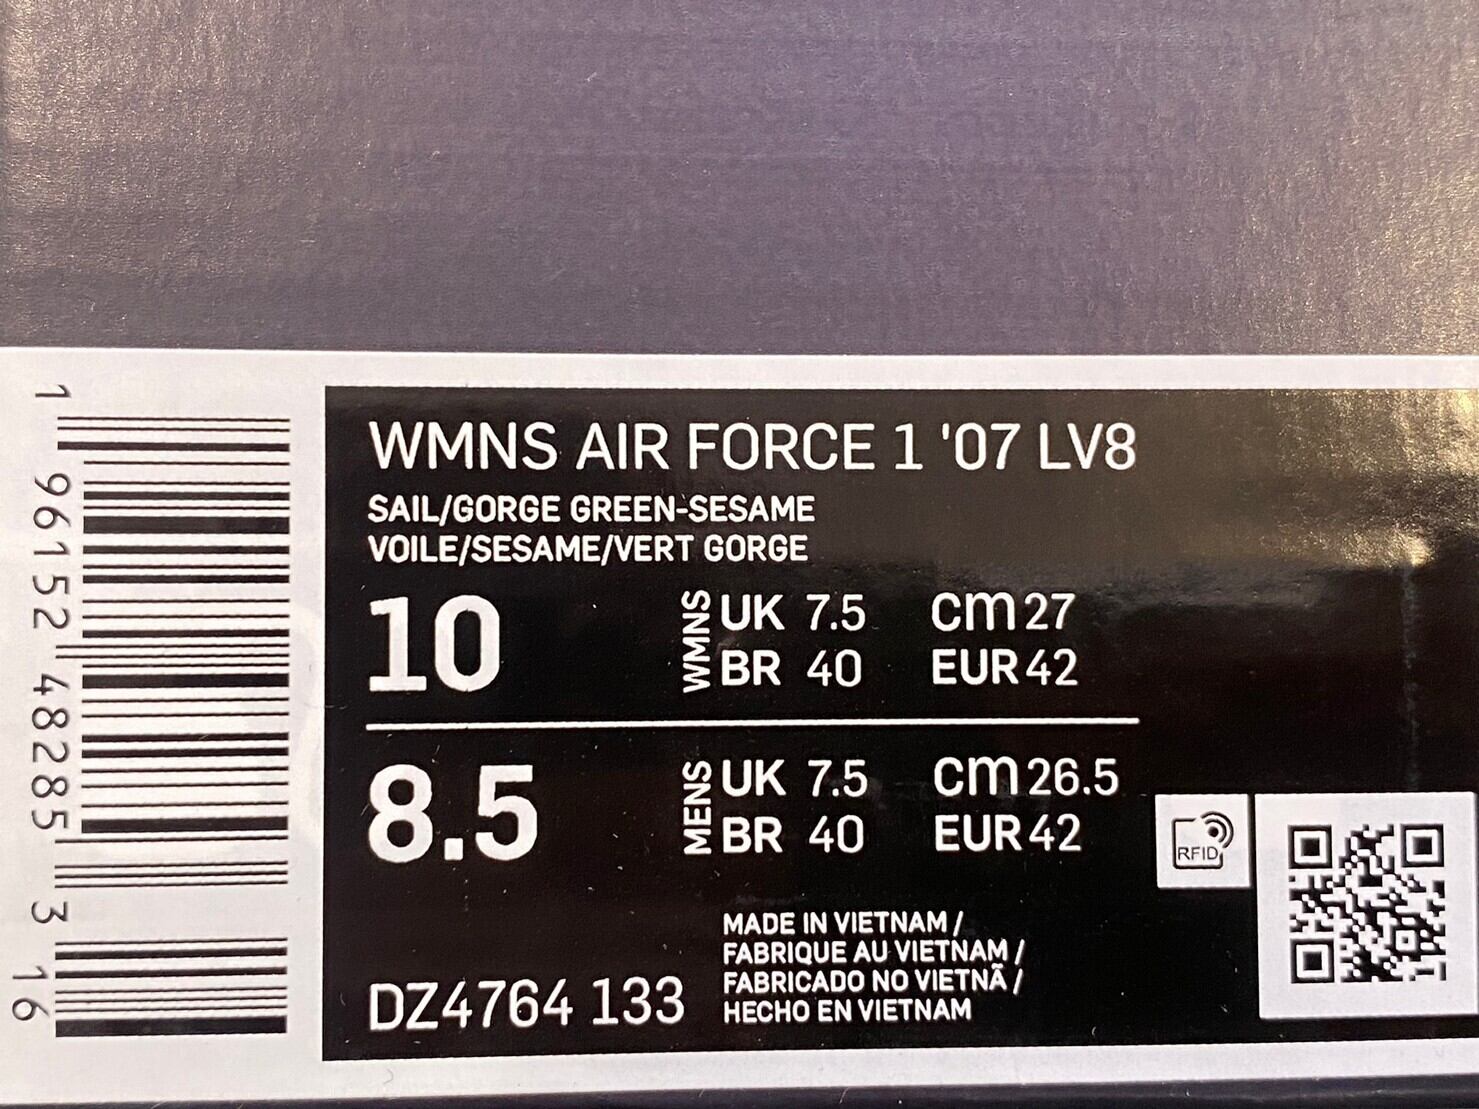 WMNS AIR FORCE 1 '07 LV8
SAIL/GORGE GREEN-SESAME
VOILE/SESAME/VERT GORGE
10
WMNS
UK 7.5 cm 27
BR 40 EUR 42
8.5
MENS
UK 7.5 cm 26.5
BR 40 EUR 42
RFID
MADE IN VIETNAM /
FABRIQUE AU VIETNAM /
FABRICADO NO VIETNÃ /
HECHO EN VIETNAM
DZ4764 133
1 96152 48285 3 16